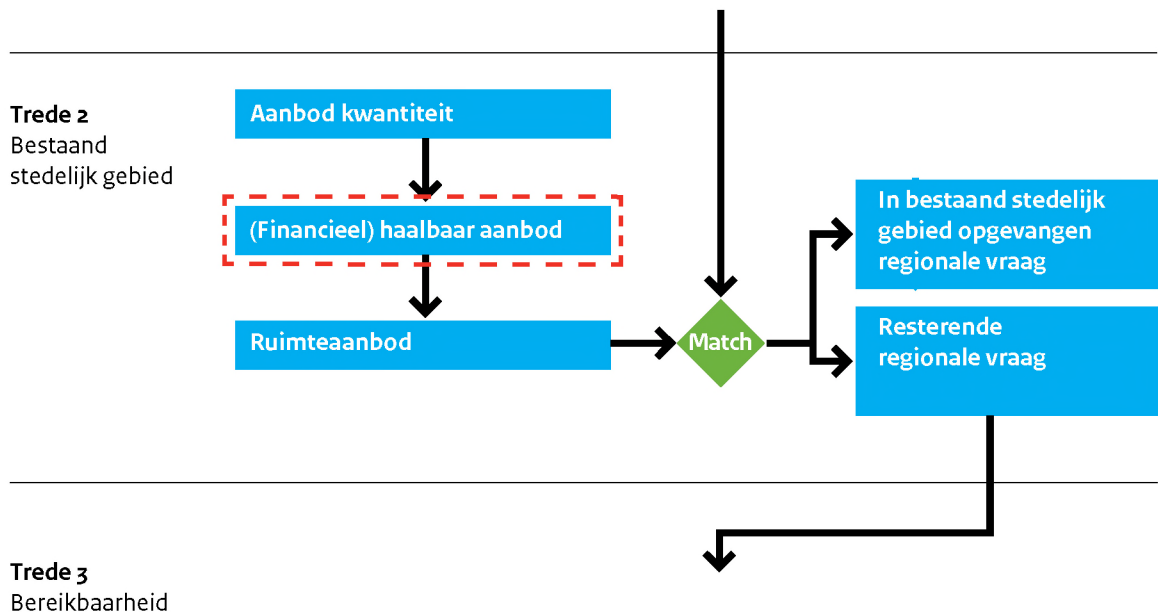 Trede 2
Bestaand
stedelijk gebied
Aanbod kwantiteit
(Financieel) haalbaar aanbod
Ruimteaanbod
Match
In bestaand stedelijk
gebied opgevangen
regionale vraag
Resterende
regionale vraag
Trede 3
Bereikbaarheid